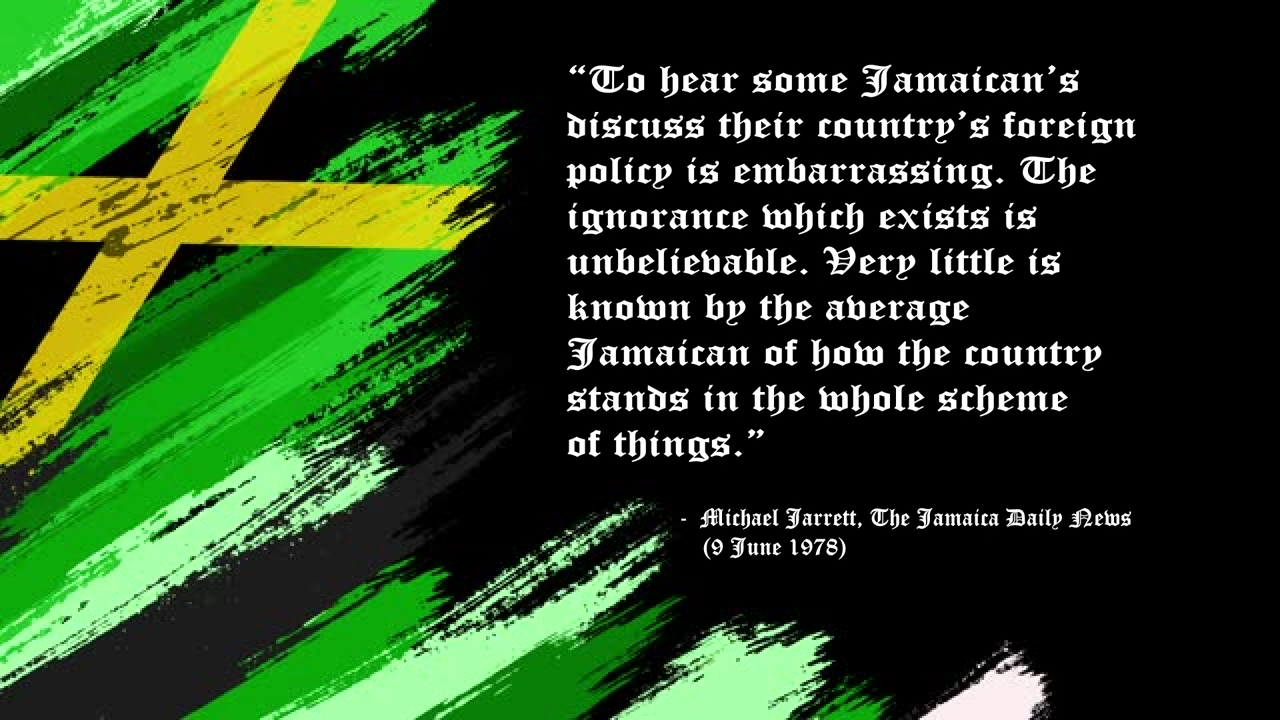 “To hear some Jamaican’s
discuss their country’s foreign
policy is embarrassing. The
ignorance which exists is
unbelievable. Very little is
known by the average
Jamaican of how the country
stands in the whole scheme
of things.”
- Michael Jarrett, The Jamaica Daily News
(9 June 1978)